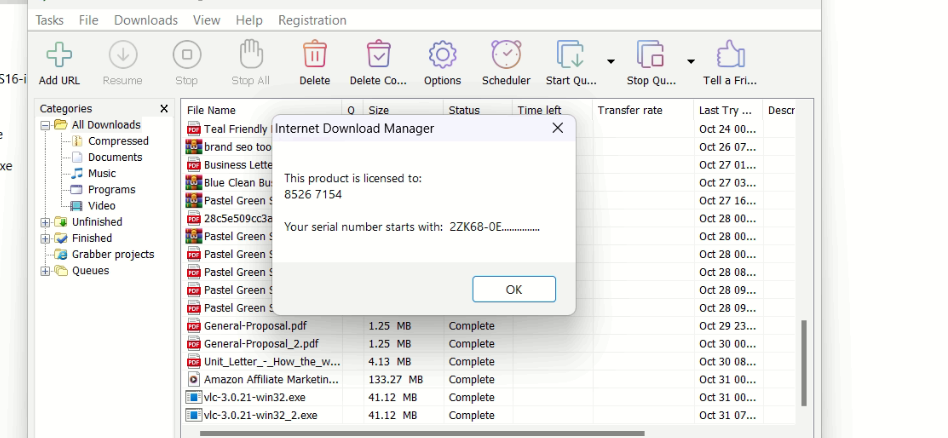 Tasks File Downloads View Help Registration
Add URL Resume Stop Stop All Delete Delete Co... Options Scheduler Start Qu... Stop Qu... Tell a Fri...
S16-i
e
xe
Categories
All Downloads
Compressed
Documents
Music
Programs
Video
Unfinished
Finished
Grabber projects
Queues
File Name Q Size Status Time left Transfer rate Last Try ... Descr
Teal Friendly Oct 24 00...
brand seo too Oct 26 07...
Business Lette Oct 27 01...
Blue Clean Bu Oct 27 03...
Pastel Green S Oct 27 16...
28c5e509cc3a Oct 28 00...
Pastel Green S Oct 28 00...
Pastel Green S Oct 28 00...
Pastel Green S Oct 28 08...
Pastel Green S Oct 28 09...
Pastel Green S Oct 28 09...
General-Proposal.pdf 1.25 MB Complete Oct 29 23...
General-Proposal_2.pdf 1.25 MB Complete Oct 30 00...
Unit_Letter_-_How_the_w... 4.13 MB Complete Oct 30 08...
Amazon Affiliate Marketin... 133.27 MB Complete Oct 31 00...
vlc-3.0.21-win32.exe 41.12 MB Complete Oct 31 00...
vlc-3.0.21-win32_2.exe 41.12 MB Complete Oct 31 07...
Internet Download Manager
This product is licensed to:
8526 7154
Your serial number starts with: 2ZK68-0E...............
OK